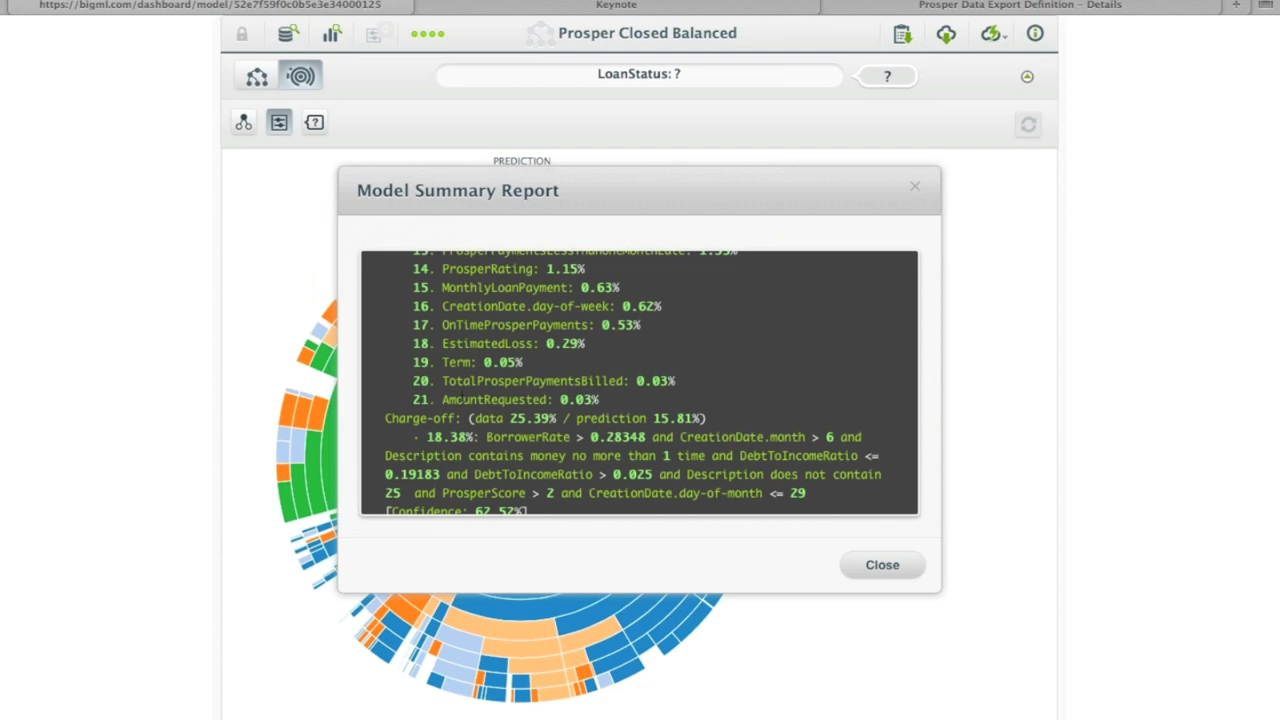 https://bigml.com/dashboard/model/52e7f59f0c0b5e3e34000125
Keynote
Prosper Data Export Definition - Details
+
Prosper Closed Balanced
LoanStatus: ?
?
PREDICTION
Model Summary Report
×
14. ProsperRating: 1.15%
15. MonthlyLoanPayment: 0.63%
16. CreationDate.day-of-week: 0.62%
17. OnTimeProsperPayments: 0.53%
18. EstimatedLoss: 0.29%
19. Term: 0.05%
20. TotalProsperPaymentsBilled: 0.03%
21. AmountRequested: 0.03%
Charge-off: (data 25.39% / prediction 15.81%)
· 18.38%: BorrowerRate > 0.28348 and CreationDate.month > 6 and
Description contains money no more than 1 time and DebtToIncomeRatio <=
0.19183 and DebtToIncomeRatio > 0.025 and Description does not contain
25 and ProsperScore > 2 and CreationDate.day-of-month <= 29
[Confidence: 62.52%]
Close